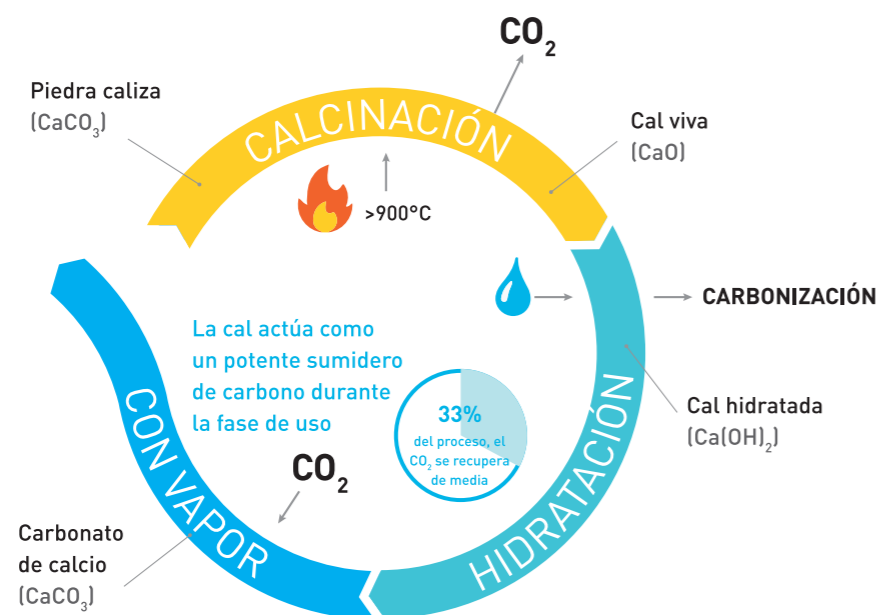 CO₂
Piedra caliza
(CaCO₃)
CALCINACIÓN
Cal viva
(CaO)
>900°C
CARBONIZACIÓN
La cal actúa como
un potente sumidero
de carbono durante
la fase de uso
33%
del proceso, el
CO₂ se recupera
de media
Cal hidratada
(Ca(OH)₂)
HIDRATACIÓN
CO₂
CON VAPOR
Carbonato
de calcio
(CaCO₃)